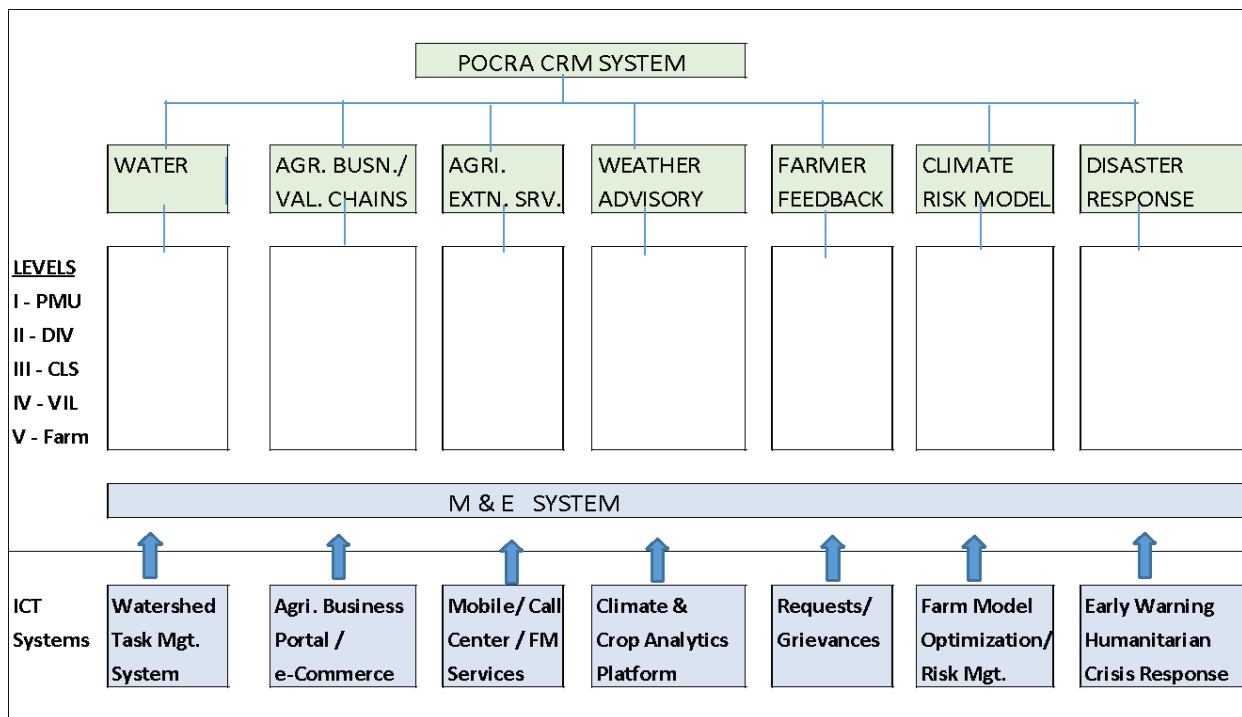 POCRA CRM SYSTEM
WATER
AGR. BUSN./
VAL. CHAINS
AGRI.
EXTN. SRV.
WEATHER
ADVISORY
FARMER
FEEDBACK
CLIMATE
RISK MODEL
DISASTER
RESPONSE
LEVELS
I - PMU
II - DIV
III - CLS
IV - VIL
V - Farm
M & E SYSTEM
ICT
Systems
Watershed
Task Mgt.
System
Agri. Business
Portal /
e-Commerce
Mobile/ Call
Center / FM
Services
Climate &
Crop Analytics
Platform
Requests/
Grievances
Farm Model
Optimization/
Risk Mgt.
Early Warning
Humanitarian
Crisis Response